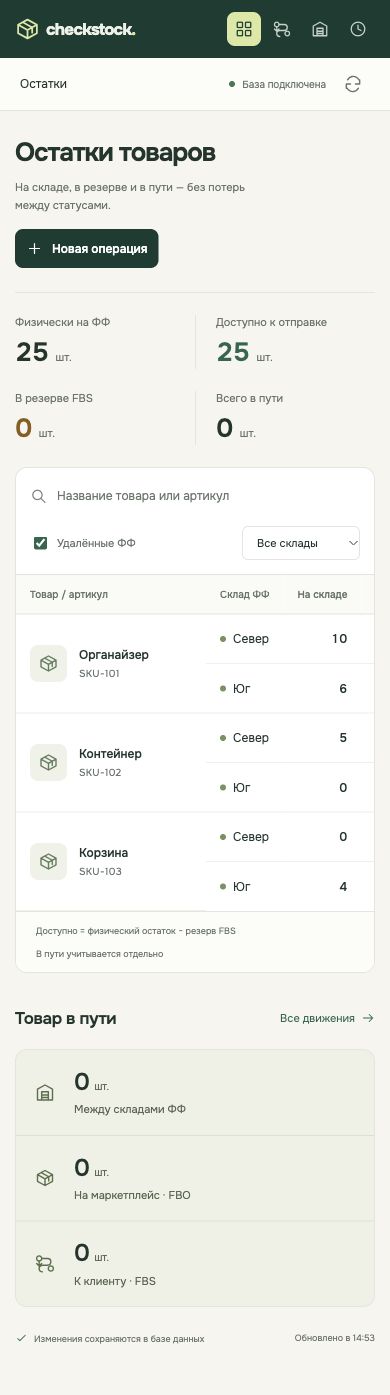 checkstock.
Остатки
База подключена
Остатки товаров
На складе, в резерве и в пути — без потерь
между статусами.
Новая операция
Физически на ФФ
25 шт.
Доступно к отправке
25 шт.
В резерве FBS
0 шт.
Всего в пути
0 шт.
Название товара или артикул
Удалённые ФФ
Все склады
Товар / артикул
Склад ФФ
На складе
Органайзер
SKU-101
Север
10
Юг
6
Контейнер
SKU-102
Север
5
Юг
0
Корзина
SKU-103
Север
0
Юг
4
Доступно = физический остаток − резерв FBS
В пути учитывается отдельно
Товар в пути
Все движения
0 шт.
Между складами ФФ
0 шт.
На маркетплейс · FBO
0 шт.
К клиенту · FBS
Изменения сохраняются в базе данных
Обновлено в 14:53